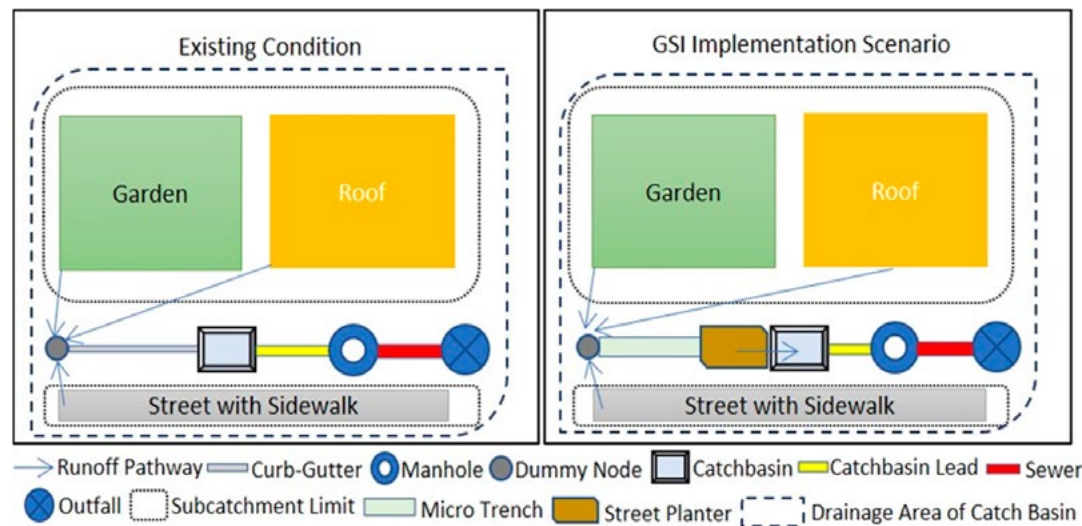 Existing Condition
Garden
Roof
Street with Sidewalk
GSI Implementation Scenario
Garden
Roof
Street with Sidewalk
Runoff Pathway Curb-Gutter Manhole Dummy Node Catchbasin Catchbasin Lead Sewer
Outfall Subcatchment Limit Micro Trench Street Planter Drainage Area of Catch Basin